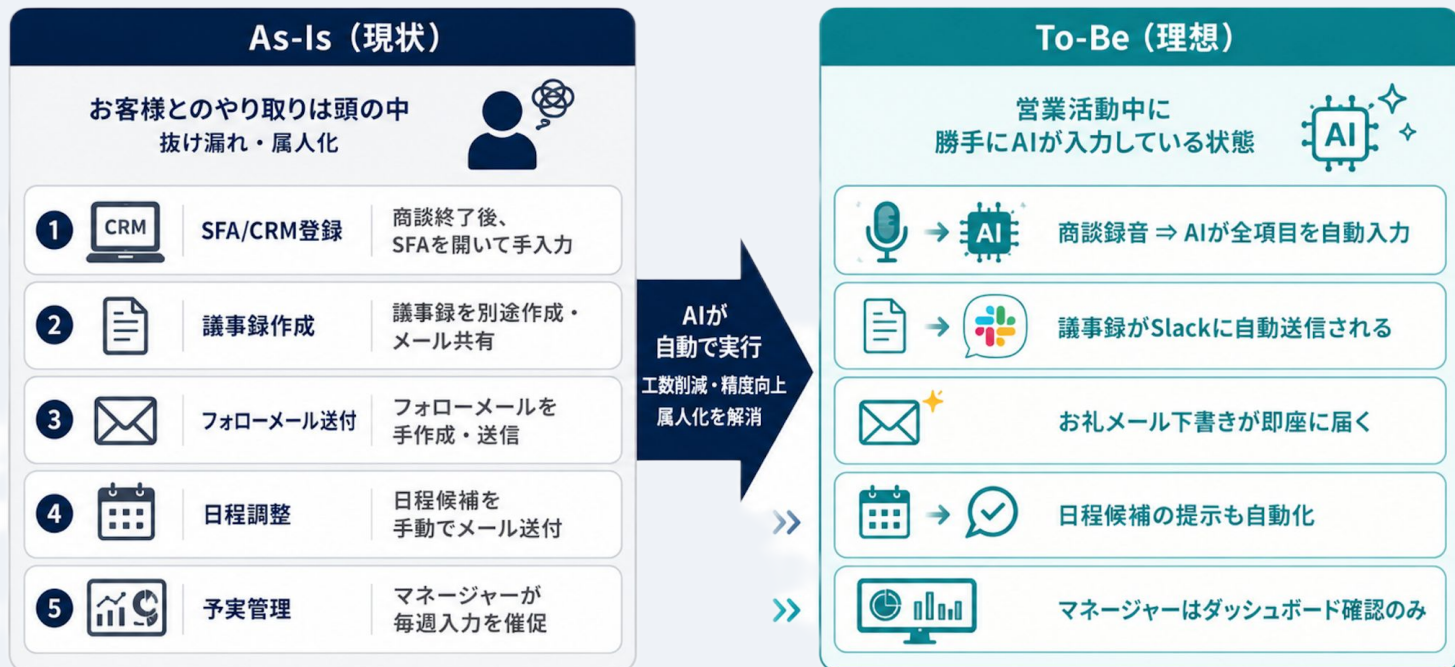 As-Is（現状）
お客様とのやり取りは頭の中
抜け漏れ・属人化
1
CRM
SFA/CRM登録
商談終了後、
SFAを開いて手入力
2
議事録作成
議事録を別途作成・
メール共有
3
フォローメール送付
フォローメールを
手作成・送信
4
日程調整
日程候補を
手動でメール送付
5
予実管理
マネージャーが
毎週入力を催促
AIが
自動で実行
工数削減・精度向上
属人化を解消
To-Be（理想）
営業活動中に
勝手にAIが入力している状態
AI
AI
商談録音 ⇒ AIが全項目を自動入力
議事録がSlackに自動送信される
お礼メール下書きが即座に届く
日程候補の提示も自動化
マネージャーはダッシュボード確認のみ